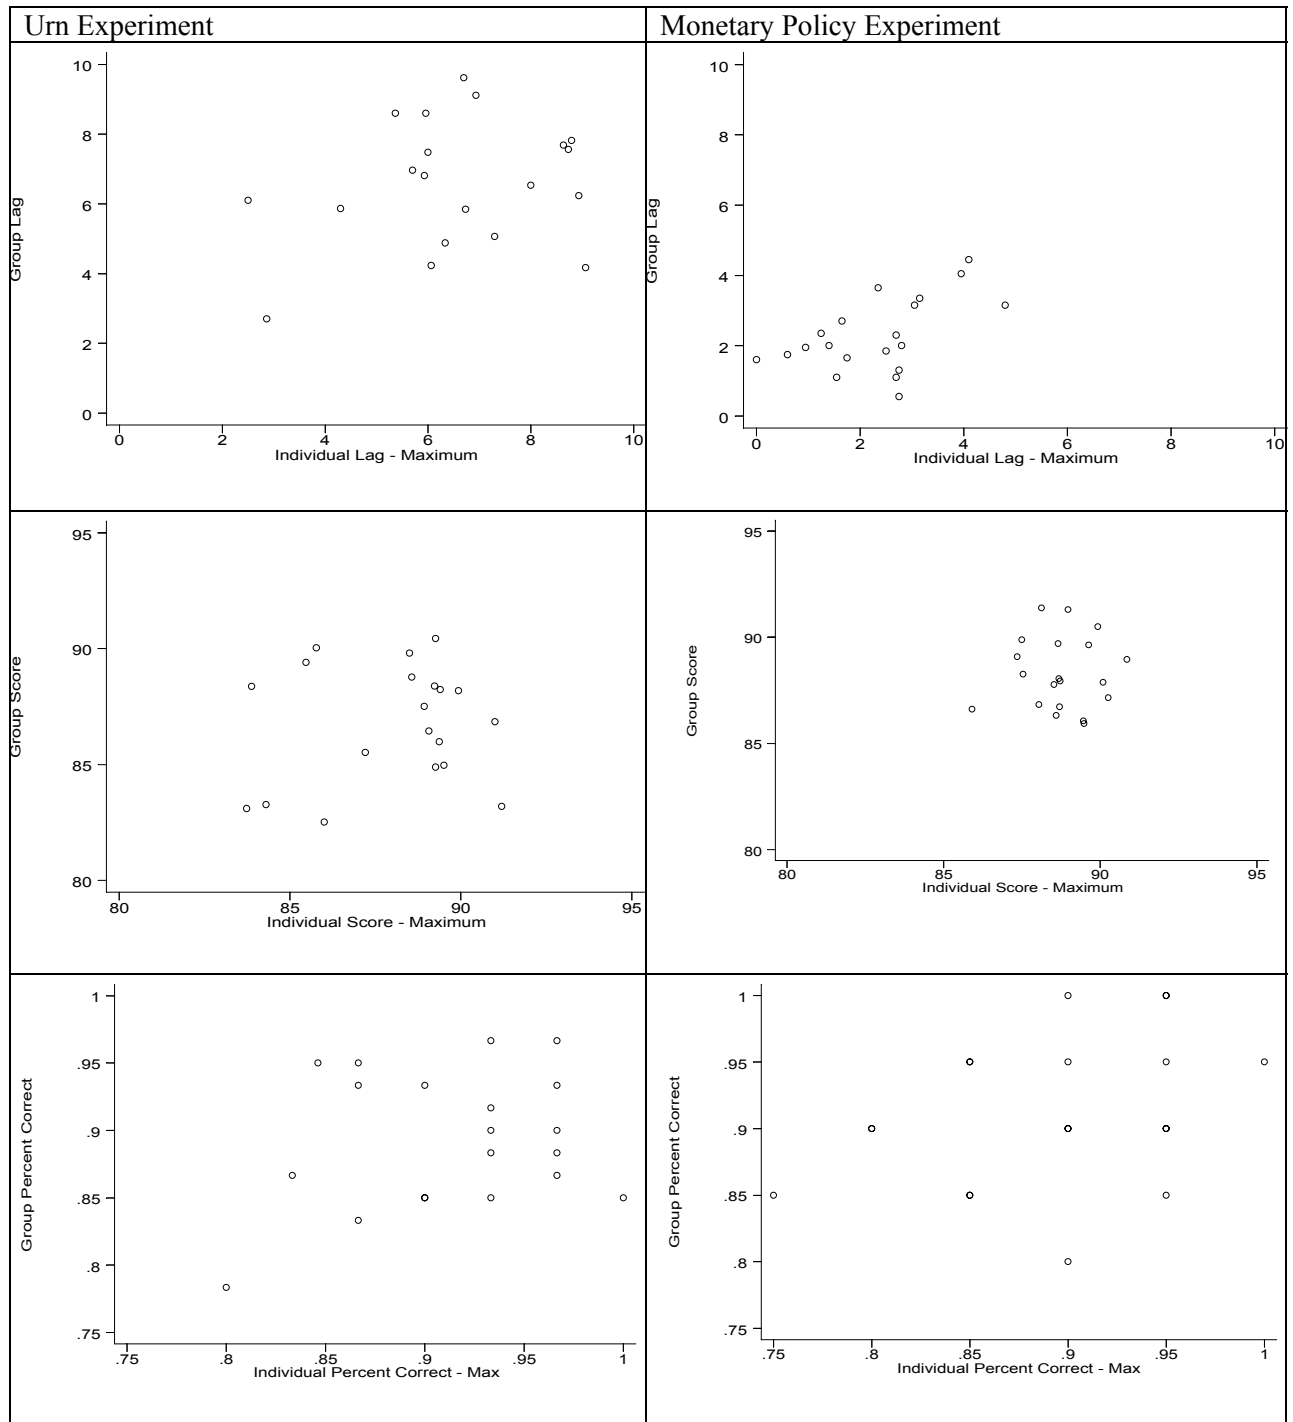 Urn Experiment
Monetary Policy Experiment
10
8
6
4
2
0
Group Lag
0 2 4 6 8 10
Individual Lag - Maximum
10
8
6
4
2
0
Group Lag
0 2 4 6 8 10
Individual Lag - Maximum
95
90
85
80
Group Score
80 85 90 95
Individual Score - Maximum
95
90
85
80
Group Score
80 85 90 95
Individual Score - Maximum
1
.95
.9
.85
.8
.75
Group Percent Correct
.75 .8 .85 .9 .95 1
Individual Percent Correct - Max
1
.95
.9
.85
.8
.75
Group Percent Correct
.75 .8 .85 .9 .95 1
Individual Percent Correct - Max